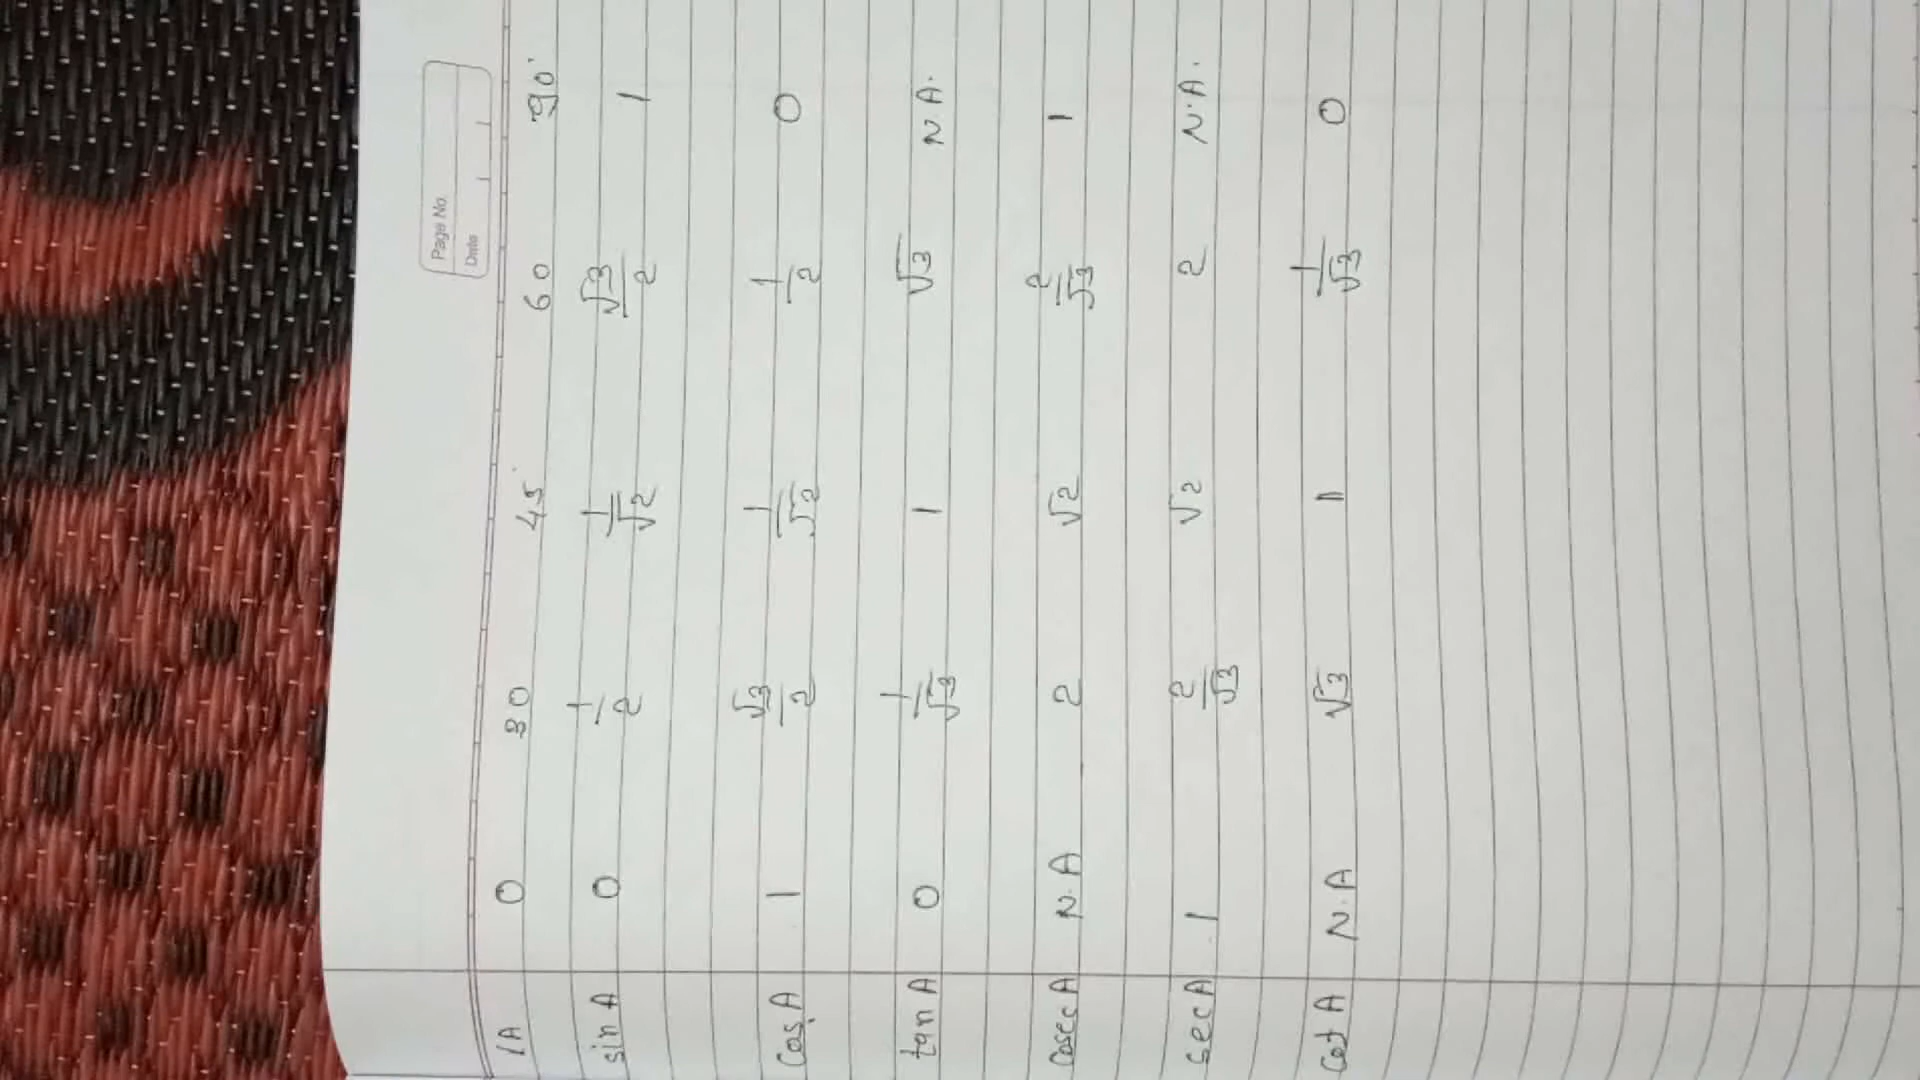 Page No.
Date
∠A 0 30 45 60 90°
sin A 0 1/2 1/√2 √3/2 1
Cos A 1 √3/2 1/√2 1/2 0
tan A 0 1/√3 1 √3 N.A.
Cosec A N.A 2 √2 2/√3 1
Sec A 1 2/√3 √2 2 N.A.
Cot A N.A √3 1 1/√3 0